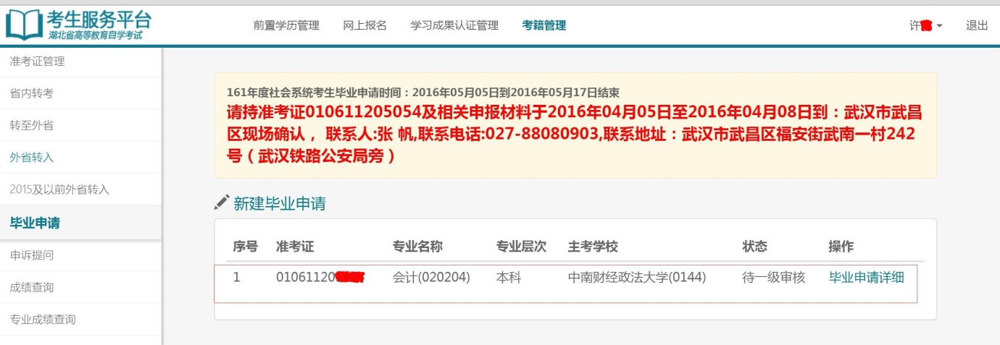 考生服务平台
湖北省高等教育自学考试
前置学历管理 网上报名 学习成果认证管理 考籍管理
许 退出
准考证管理
省内转考
转至外省
外省转入
2015及以前外省转入
毕业申请
申诉提问
成绩查询
专业成绩查询
161年度社会系统考生毕业申请时间：2016年05月05日到2016年05月17日结束
请持准考证010611205054及相关申报材料于2016年04月05日至2016年04月08日到：武汉市武昌
区现场确认， 联系人:张 帆,联系电话:027-88080903,联系地址：武汉市武昌区福安街武南一村242
号（武汉铁路公安局旁）
新建毕业申请
序号 准考证 专业名称 专业层次 主考学校 状态 操作
1 01061120 会计(020204) 本科 中南财经政法大学(0144) 待一级审核 毕业申请详细